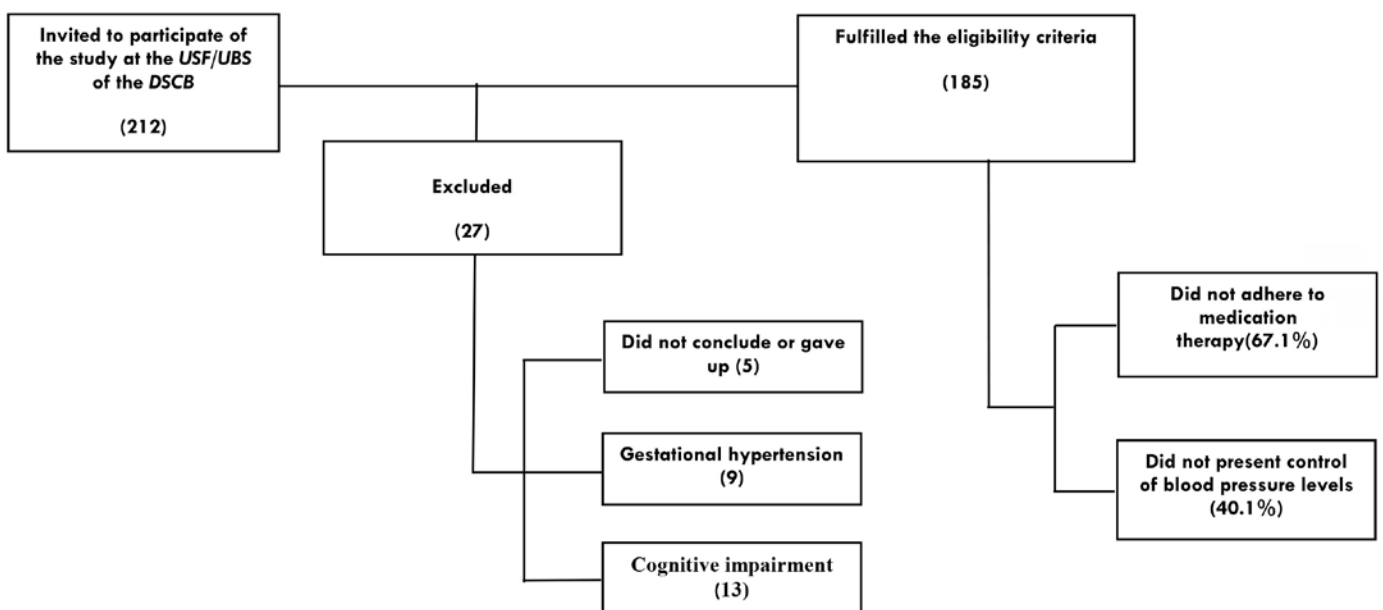 Invited to participate of
the study at the USF/UBS
of the DSCB
(212)
Fulfilled the eligibility criteria
(185)
Excluded
(27)
Did not conclude or gave
up (5)
Gestational hypertension
(9)
Cognitive impairment
(13)
Did not adhere to
medication
therapy(67.1%)
Did not present control
of blood pressure levels
(40.1%)